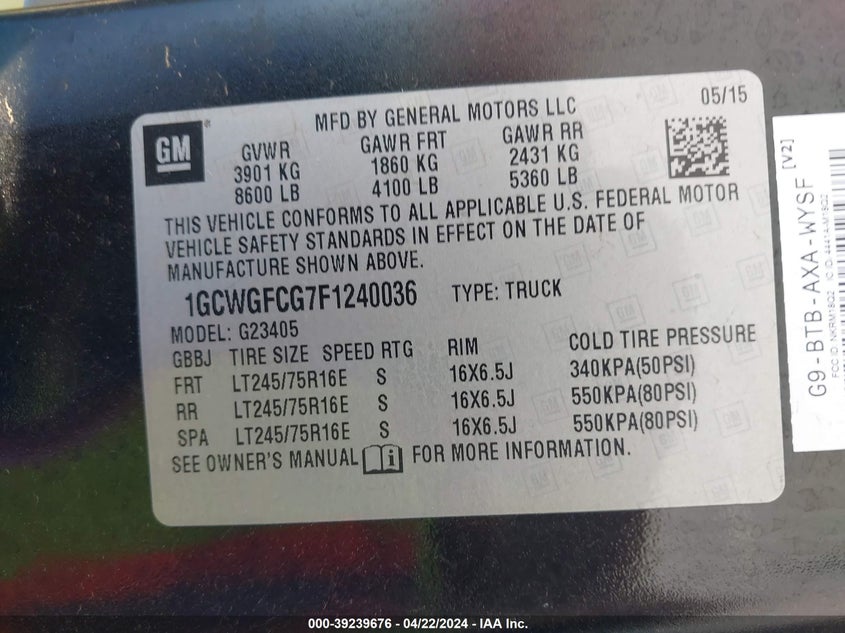 MFD BY GENERAL MOTORS LLC 05/15
GM
GVWR GAWR FRT GAWR RR
3901 KG 1860 KG 2431 KG
8600 LB 4100 LB 5360 LB
THIS VEHICLE CONFORMS TO ALL APPLICABLE U.S. FEDERAL MOTOR
VEHICLE SAFETY STANDARDS IN EFFECT ON THE DATE OF
MANUFACTURE SHOWN ABOVE.
1GCWGFCG7F1240036 TYPE: TRUCK
MODEL: G23405
GBBJ TIRE SIZE SPEED RTG RIM COLD TIRE PRESSURE
FRT LT245/75R16E S 16X6.5J 340KPA(50PSI)
RR LT245/75R16E S 16X6.5J 550KPA(80PSI)
SPA LT245/75R16E S 16X6.5J 550KPA(80PSI)
SEE OWNER'S MANUAL i FOR MORE INFORMATION.
G9-BTB-AXA-WYSF [V2]
000-39239676 - 04/22/2024 - IAA Inc.